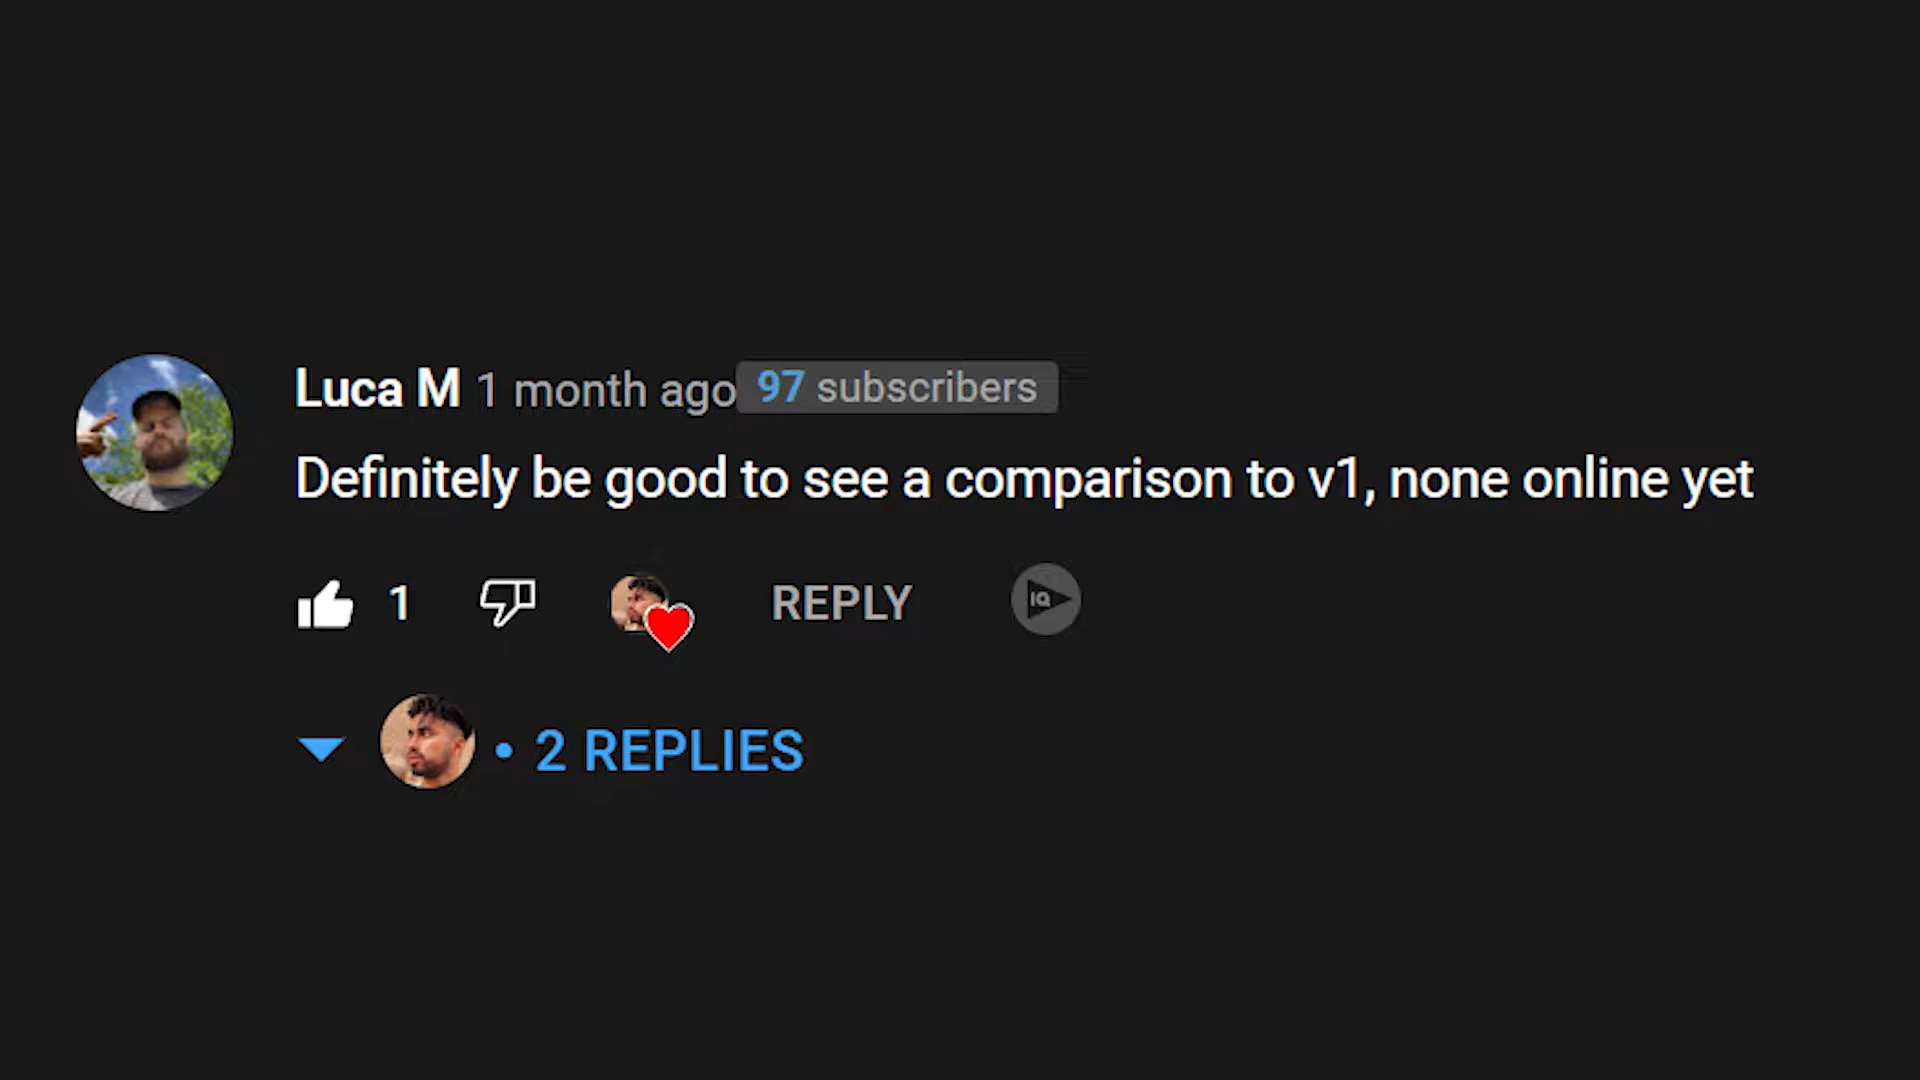 Luca M 1 month ago 97 subscribers
Definitely be good to see a comparison to v1, none online yet
1 REPLY IQ
• 2 REPLIES